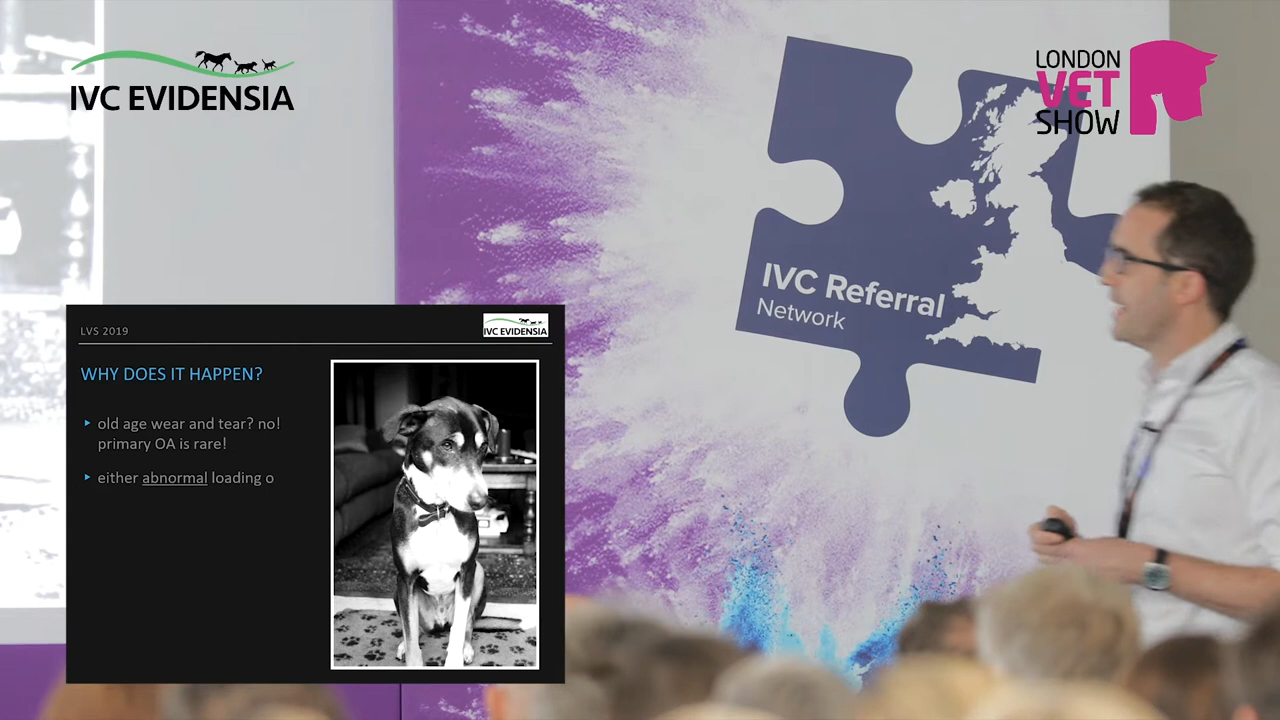 IVC EVIDENSIA
LONDON
VET
SHOW
IVC Referral
Network
LVS 2019
IVC EVIDENSIA
WHY DOES IT HAPPEN?
old age wear and tear? no!
primary OA is rare!
either abnormal loading o